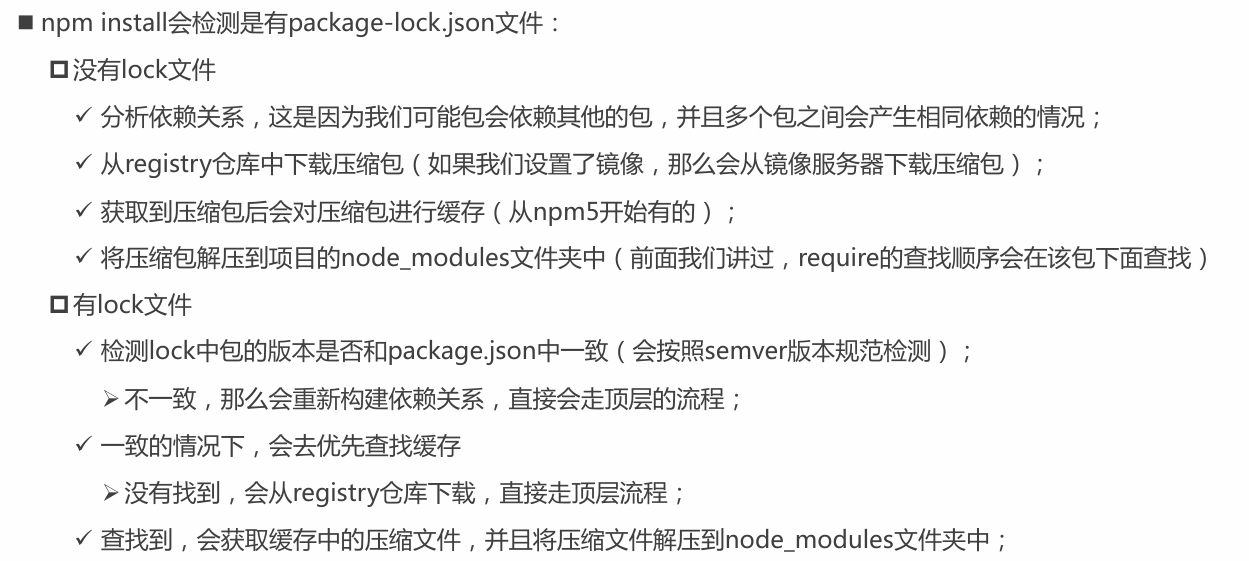 npm install会检测是有package-lock.json文件：
没有lock文件
分析依赖关系，这是因为我们可能包会依赖其他的包，并且多个包之间会产生相同依赖的情况；
从registry仓库中下载压缩包（如果我们设置了镜像，那么会从镜像服务器下载压缩包）；
获取到压缩包后会对压缩包进行缓存（从npm5开始有的）；
将压缩包解压到项目的node_modules文件夹中（前面我们讲过，require的查找顺序会在该包下面查找）
有lock文件
检测lock中包的版本是否和package.json中一致（会按照semver版本规范检测）；
不一致，那么会重新构建依赖关系，直接会走顶层的流程；
一致的情况下，会去优先查找缓存
没有找到，会从registry仓库下载，直接走顶层流程；
查找到，会获取缓存中的压缩文件，并且将压缩文件解压到node_modules文件夹中；